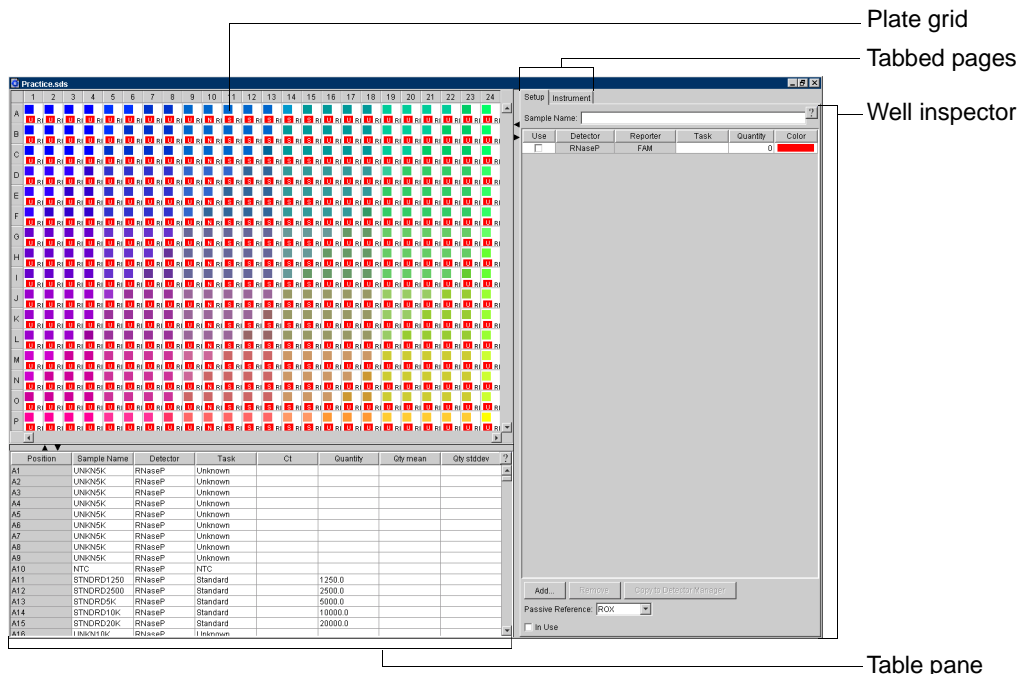 Plate grid
Tabbed pages
Well inspector
Practice.sds
1 2 3 4 5 6 7 8 9 10 11 12 13 14 15 16 17 18 19 20 21 22 23 24
A
B
C
D
E
F
G
H
I
J
K
L
M
N
O
P
Setup Instrument
Sample Name: ?
Use Detector Reporter Task Quantity Color
RNaseP FAM 0
Position Sample Name Detector Task Ct Quantity Qty mean Qty stddev ?
A1 UNKN5K RNaseP Unknown
A2 UNKN5K RNaseP Unknown
A3 UNKN5K RNaseP Unknown
A4 UNKN5K RNaseP Unknown
A5 UNKN5K RNaseP Unknown
A6 UNKN5K RNaseP Unknown
A7 UNKN5K RNaseP Unknown
A8 UNKN5K RNaseP Unknown
A9 UNKN5K RNaseP Unknown
A10 NTC RNaseP NTC
A11 STNDRD1250 RNaseP Standard 1250.0
A12 STNDRD2500 RNaseP Standard 2500.0
A13 STNDRD5K RNaseP Standard 5000.0
A14 STNDRD10K RNaseP Standard 10000.0
A15 STNDRD20K RNaseP Standard 20000.0
A16 UNKN10K RNaseP Unknown
Add... Remove Copy to Detector Manager
Passive Reference: ROX
In Use
Table pane